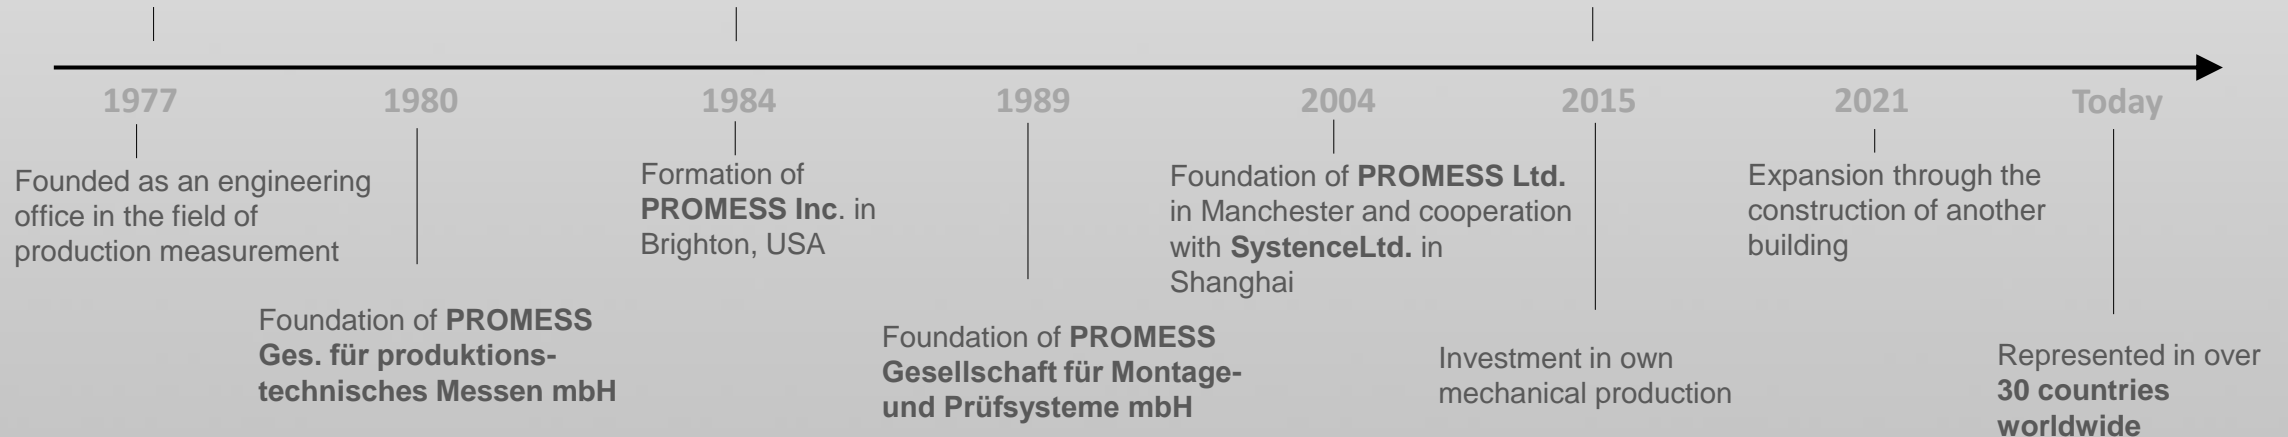 1977
1980
1984
1989
2004
2015
2021
Today
Founded as an engineering
office in the field of
production measurement
Foundation of PROMESS
Ges. für produktions-
technisches Messen mbH
Formation of
PROMESS Inc. in
Brighton, USA
Foundation of PROMESS
Gesellschaft für Montage-
und Prüfsysteme mbH
Foundation of PROMESS Ltd.
in Manchester and cooperation
with SystenceLtd. in
Shanghai
Investment in own
mechanical production
Expansion through the
construction of another
building
Represented in over
30 countries
worldwide